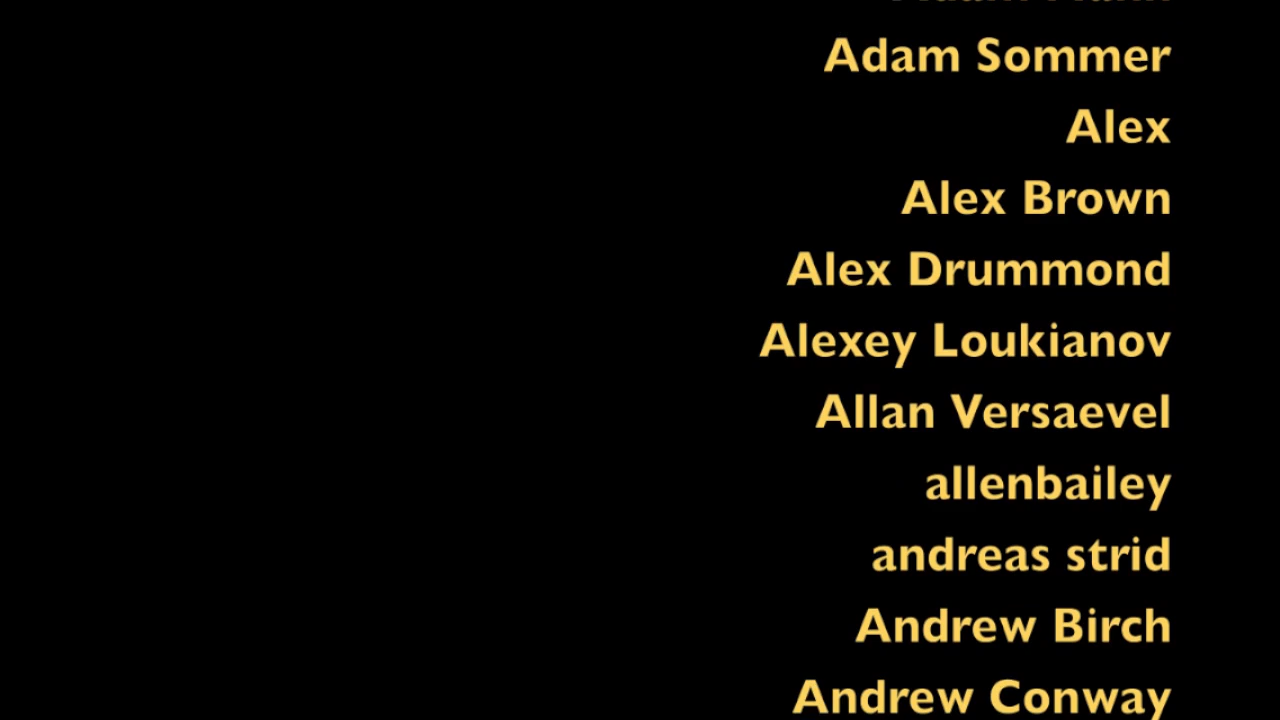 Adam Sommer
Alex
Alex Brown
Alex Drummond
Alexey Loukianov
Allan Versaevel
allenbailey
andreas strid
Andrew Birch
Andrew Conway